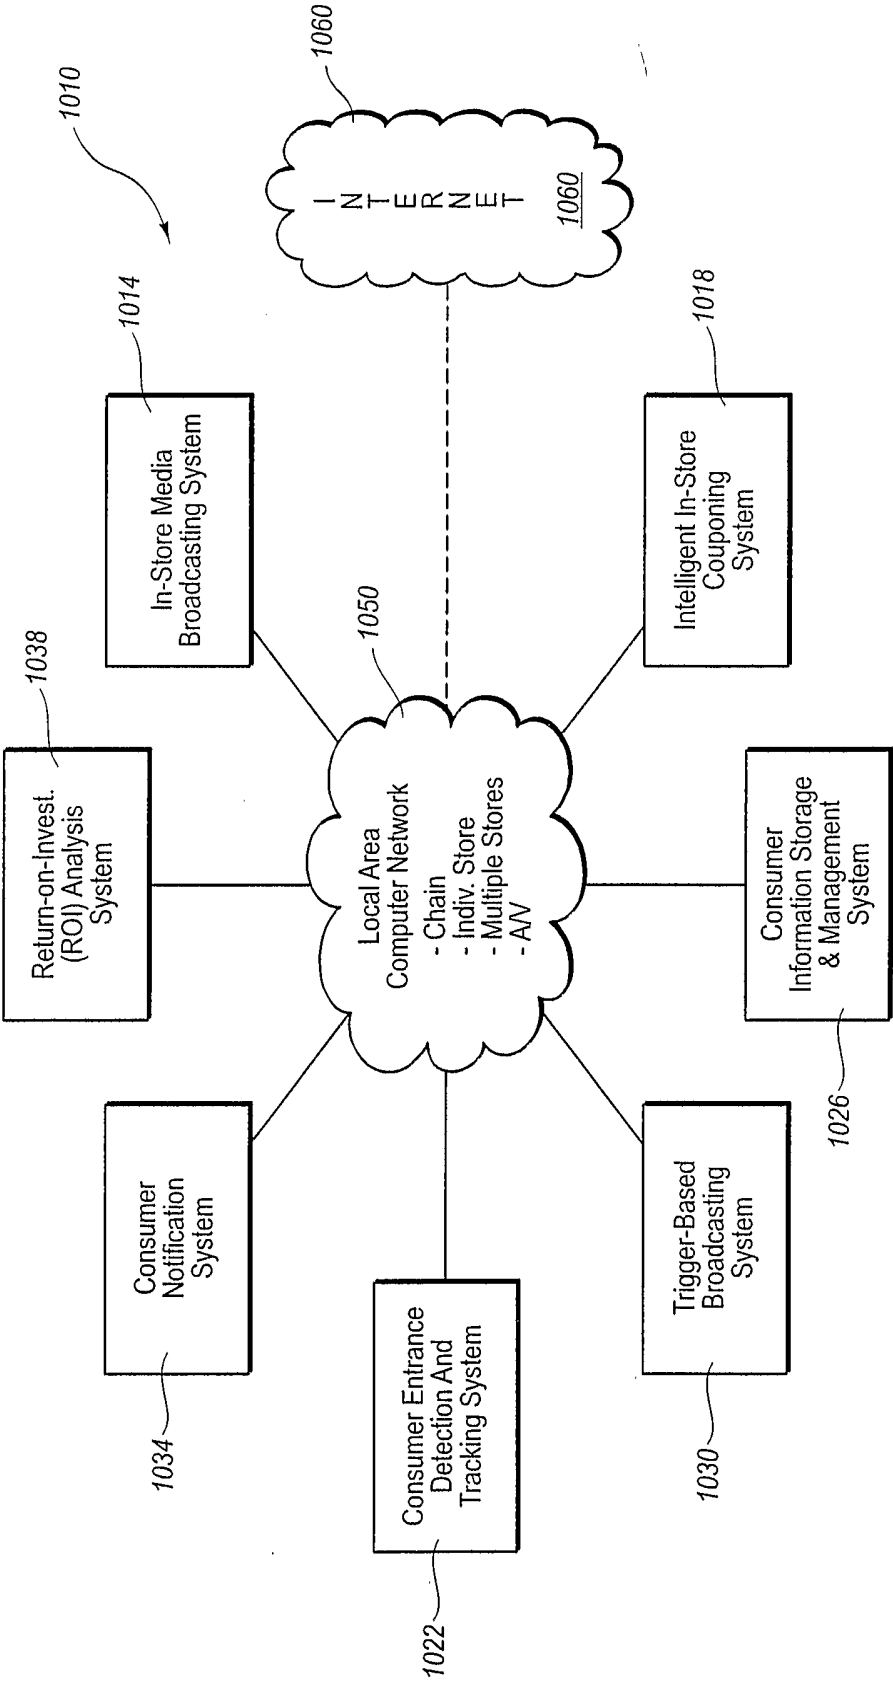 1010
1038
Return-on-Invest.
(ROI) Analysis
System
1034
Consumer
Notification
System
1014
In-Store Media
Broadcasting System
1022
Consumer Entrance
Detection And
Tracking System
1050
Local Area
Computer Network
- Chain
- Indiv. Store
- Multiple Stores
- A/V
1060
INTERNET
1060
1030
Trigger-Based
Broadcasting
System
1018
Intelligent In-Store
Couponing
System
1026
Consumer
Information Storage
& Management
System